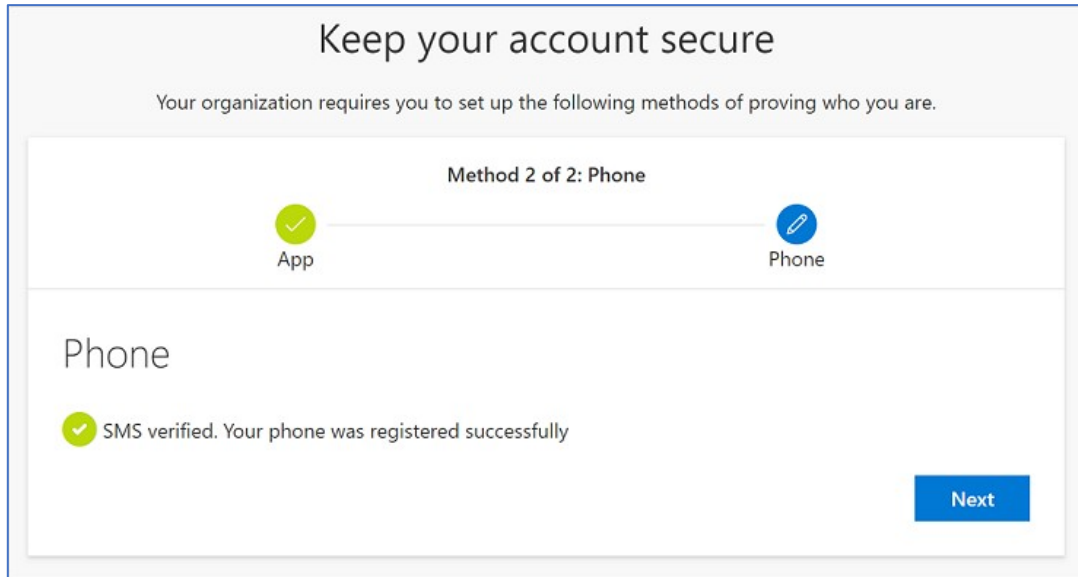 Keep your account secure
Your organization requires you to set up the following methods of proving who you are.
Method 2 of 2: Phone
App
Phone
Phone
SMS verified. Your phone was registered successfully
Next